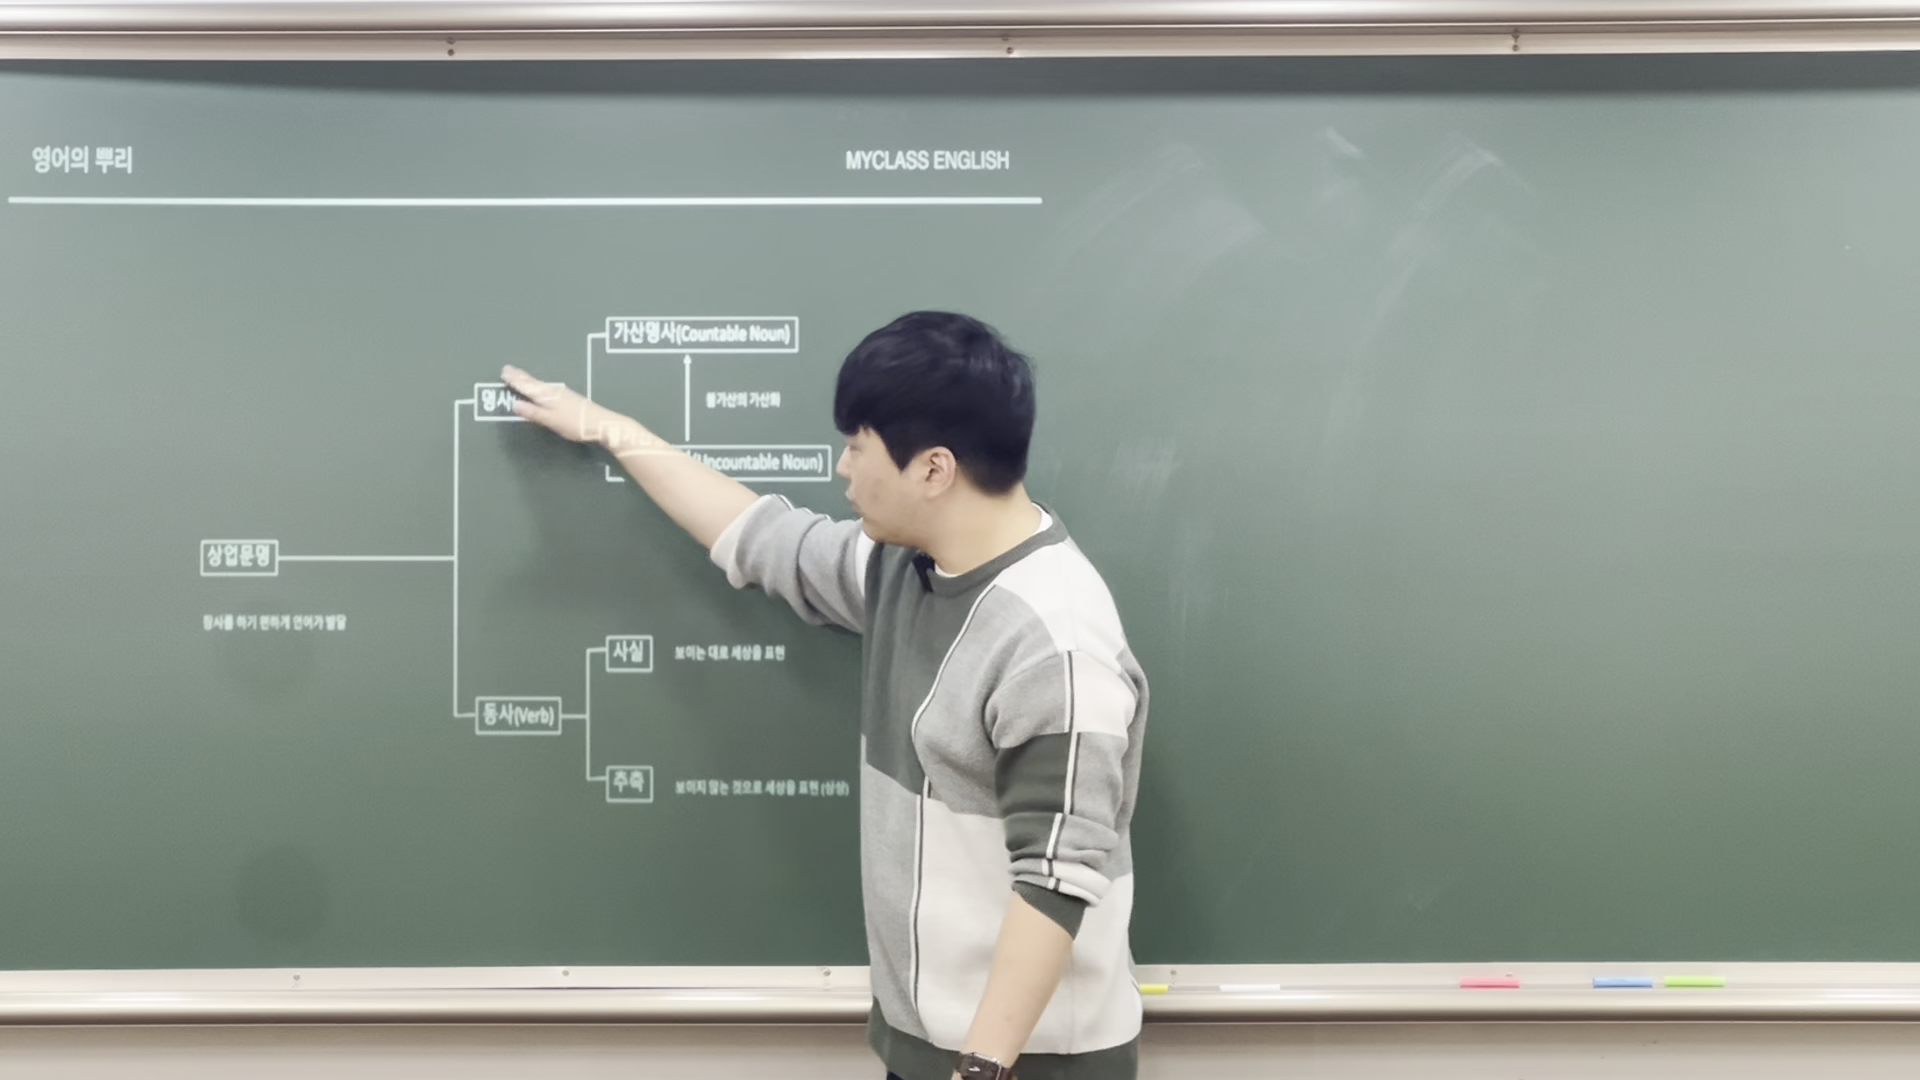 영어의 뿌리
MYCLASS ENGLISH
가산명사(Countable Noun)
명사
불가산의 가산화
(Uncountable Noun)
상업문명
장사를 하기 편하게 언어가 발달
사실
보이는 대로 세상을 표현
동사(Verb)
추측
보이지 않는 것으로 세상을 표현 (상상)